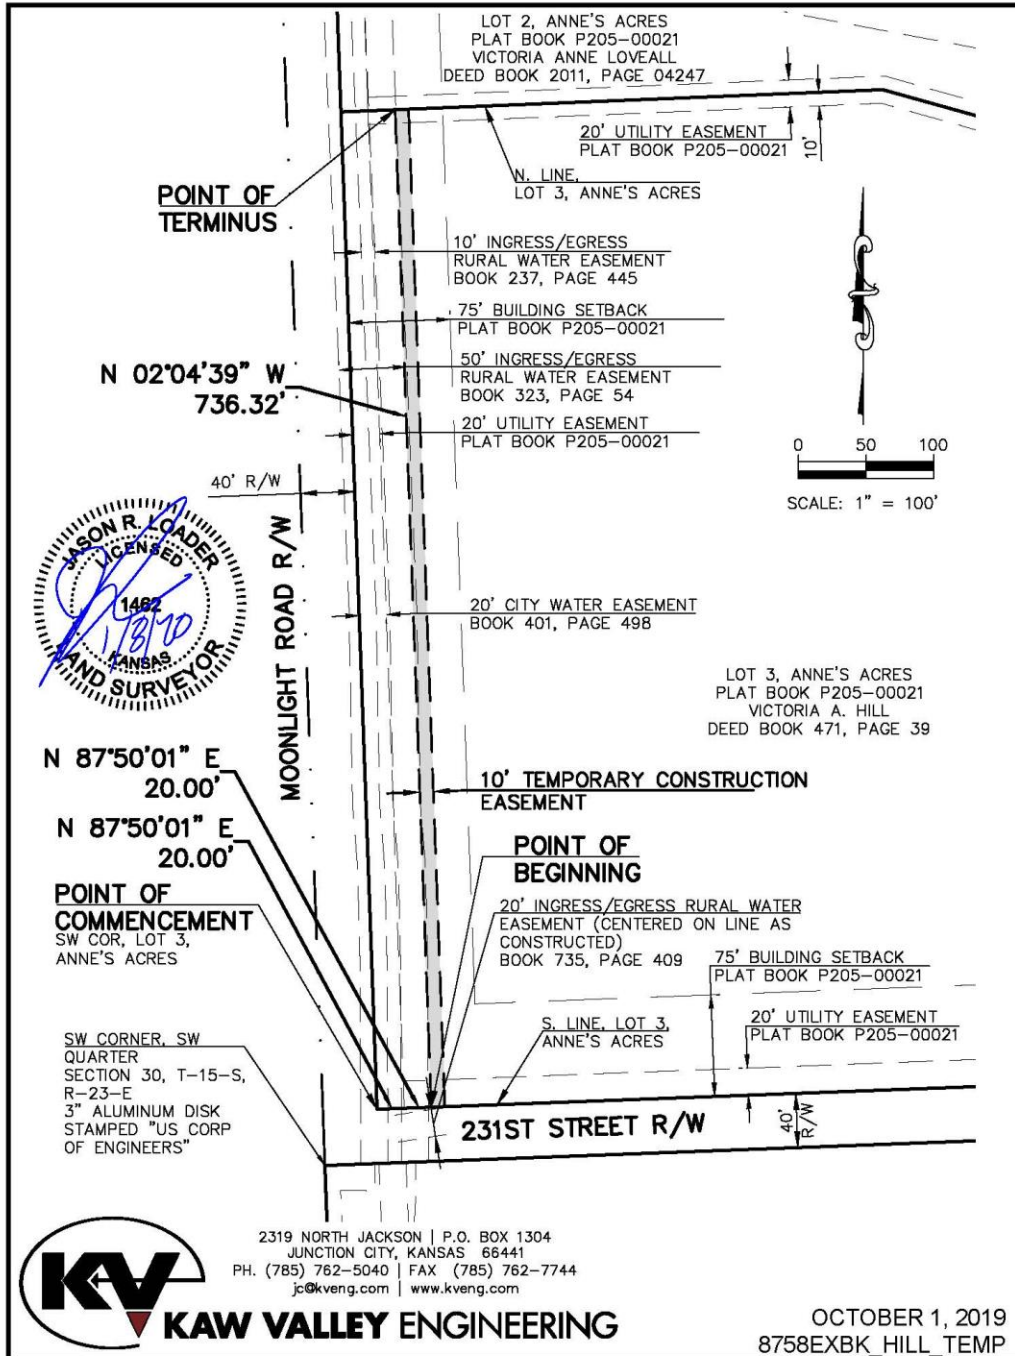 LOT 2, ANNE'S ACRES
PLAT BOOK P205-00021
VICTORIA ANNE LOVEALL
DEED BOOK 2011, PAGE 04247
20' UTILITY EASEMENT
PLAT BOOK P205-00021
10'
N. LINE,
LOT 3, ANNE'S ACRES
POINT OF
TERMINUS
10' INGRESS/EGRESS
RURAL WATER EASEMENT
BOOK 237, PAGE 445
75' BUILDING SETBACK
PLAT BOOK P205-00021
50' INGRESS/EGRESS
RURAL WATER EASEMENT
BOOK 323, PAGE 54
N 02°04'39" W
736.32'
20' UTILITY EASEMENT
PLAT BOOK P205-00021
0 50 100
SCALE: 1" = 100'
40' R/W
JASON R. LOADER
LICENSED
1462
1/8/20
KANSAS
LAND SURVEYOR
MOONLIGHT ROAD R/W
20' CITY WATER EASEMENT
BOOK 401, PAGE 498
LOT 3, ANNE'S ACRES
PLAT BOOK P205-00021
VICTORIA A. HILL
DEED BOOK 471, PAGE 39
N 87°50'01" E
20.00'
10' TEMPORARY CONSTRUCTION
EASEMENT
N 87°50'01" E
20.00'
POINT OF
BEGINNING
POINT OF
COMMENCEMENT
SW COR, LOT 3,
ANNE'S ACRES
20' INGRESS/EGRESS RURAL WATER
EASEMENT (CENTERED ON LINE AS
CONSTRUCTED)
BOOK 735, PAGE 409
75' BUILDING SETBACK
PLAT BOOK P205-00021
20' UTILITY EASEMENT
PLAT BOOK P205-00021
S. LINE, LOT 3,
ANNE'S ACRES
SW CORNER, SW
QUARTER
SECTION 30, T-15-S,
R-23-E
3" ALUMINUM DISK
STAMPED "US CORP
OF ENGINEERS"
231ST STREET R/W
40'
R/W
2319 NORTH JACKSON | P.O. BOX 1304
JUNCTION CITY, KANSAS 66441
PH. (785) 762-5040 | FAX (785) 762-7744
jc@kveng.com | www.kveng.com
KV
KAW VALLEY ENGINEERING
OCTOBER 1, 2019
8758EXBK_HILL_TEMP